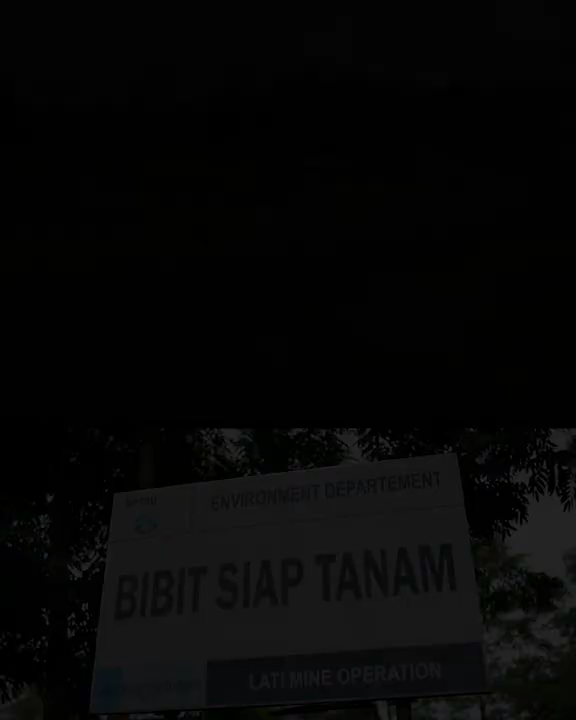 ENVIRONMENT DEPARTEMENT
BIBIT SIAP TANAM
LATI MINE OPERATION